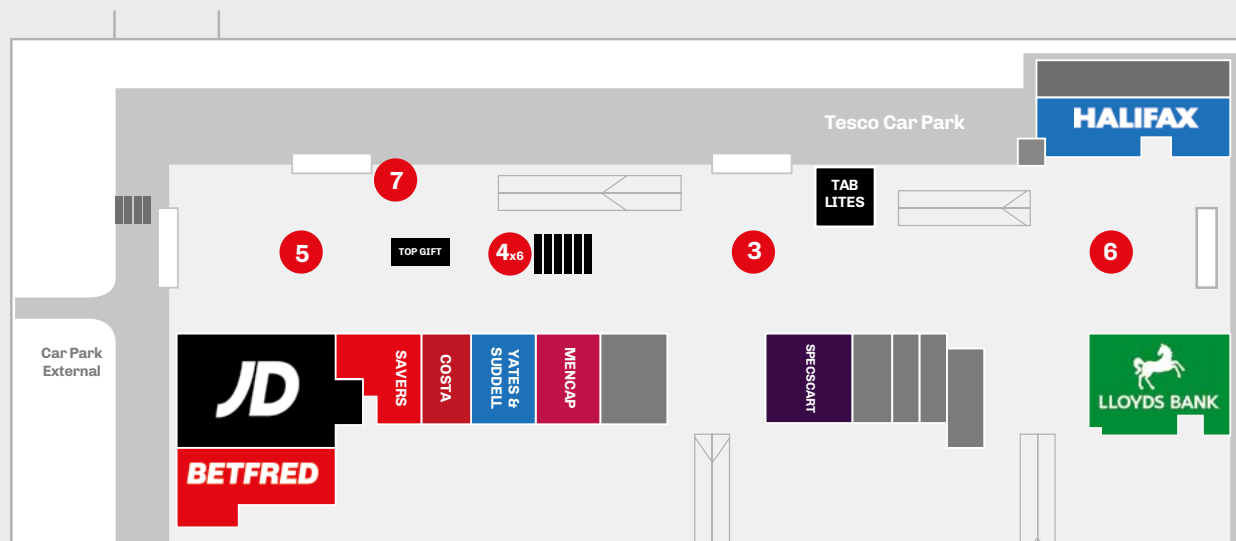 Tesco Car Park
HALIFAX
7
TAB
LITES
5
TOP GIFT
4x6
3
6
Car Park
External
JD
SAVERS
COSTA
YATES &
SUDDELL
MENCAP
SPECSCART
LLOYDS BANK
BETFRED